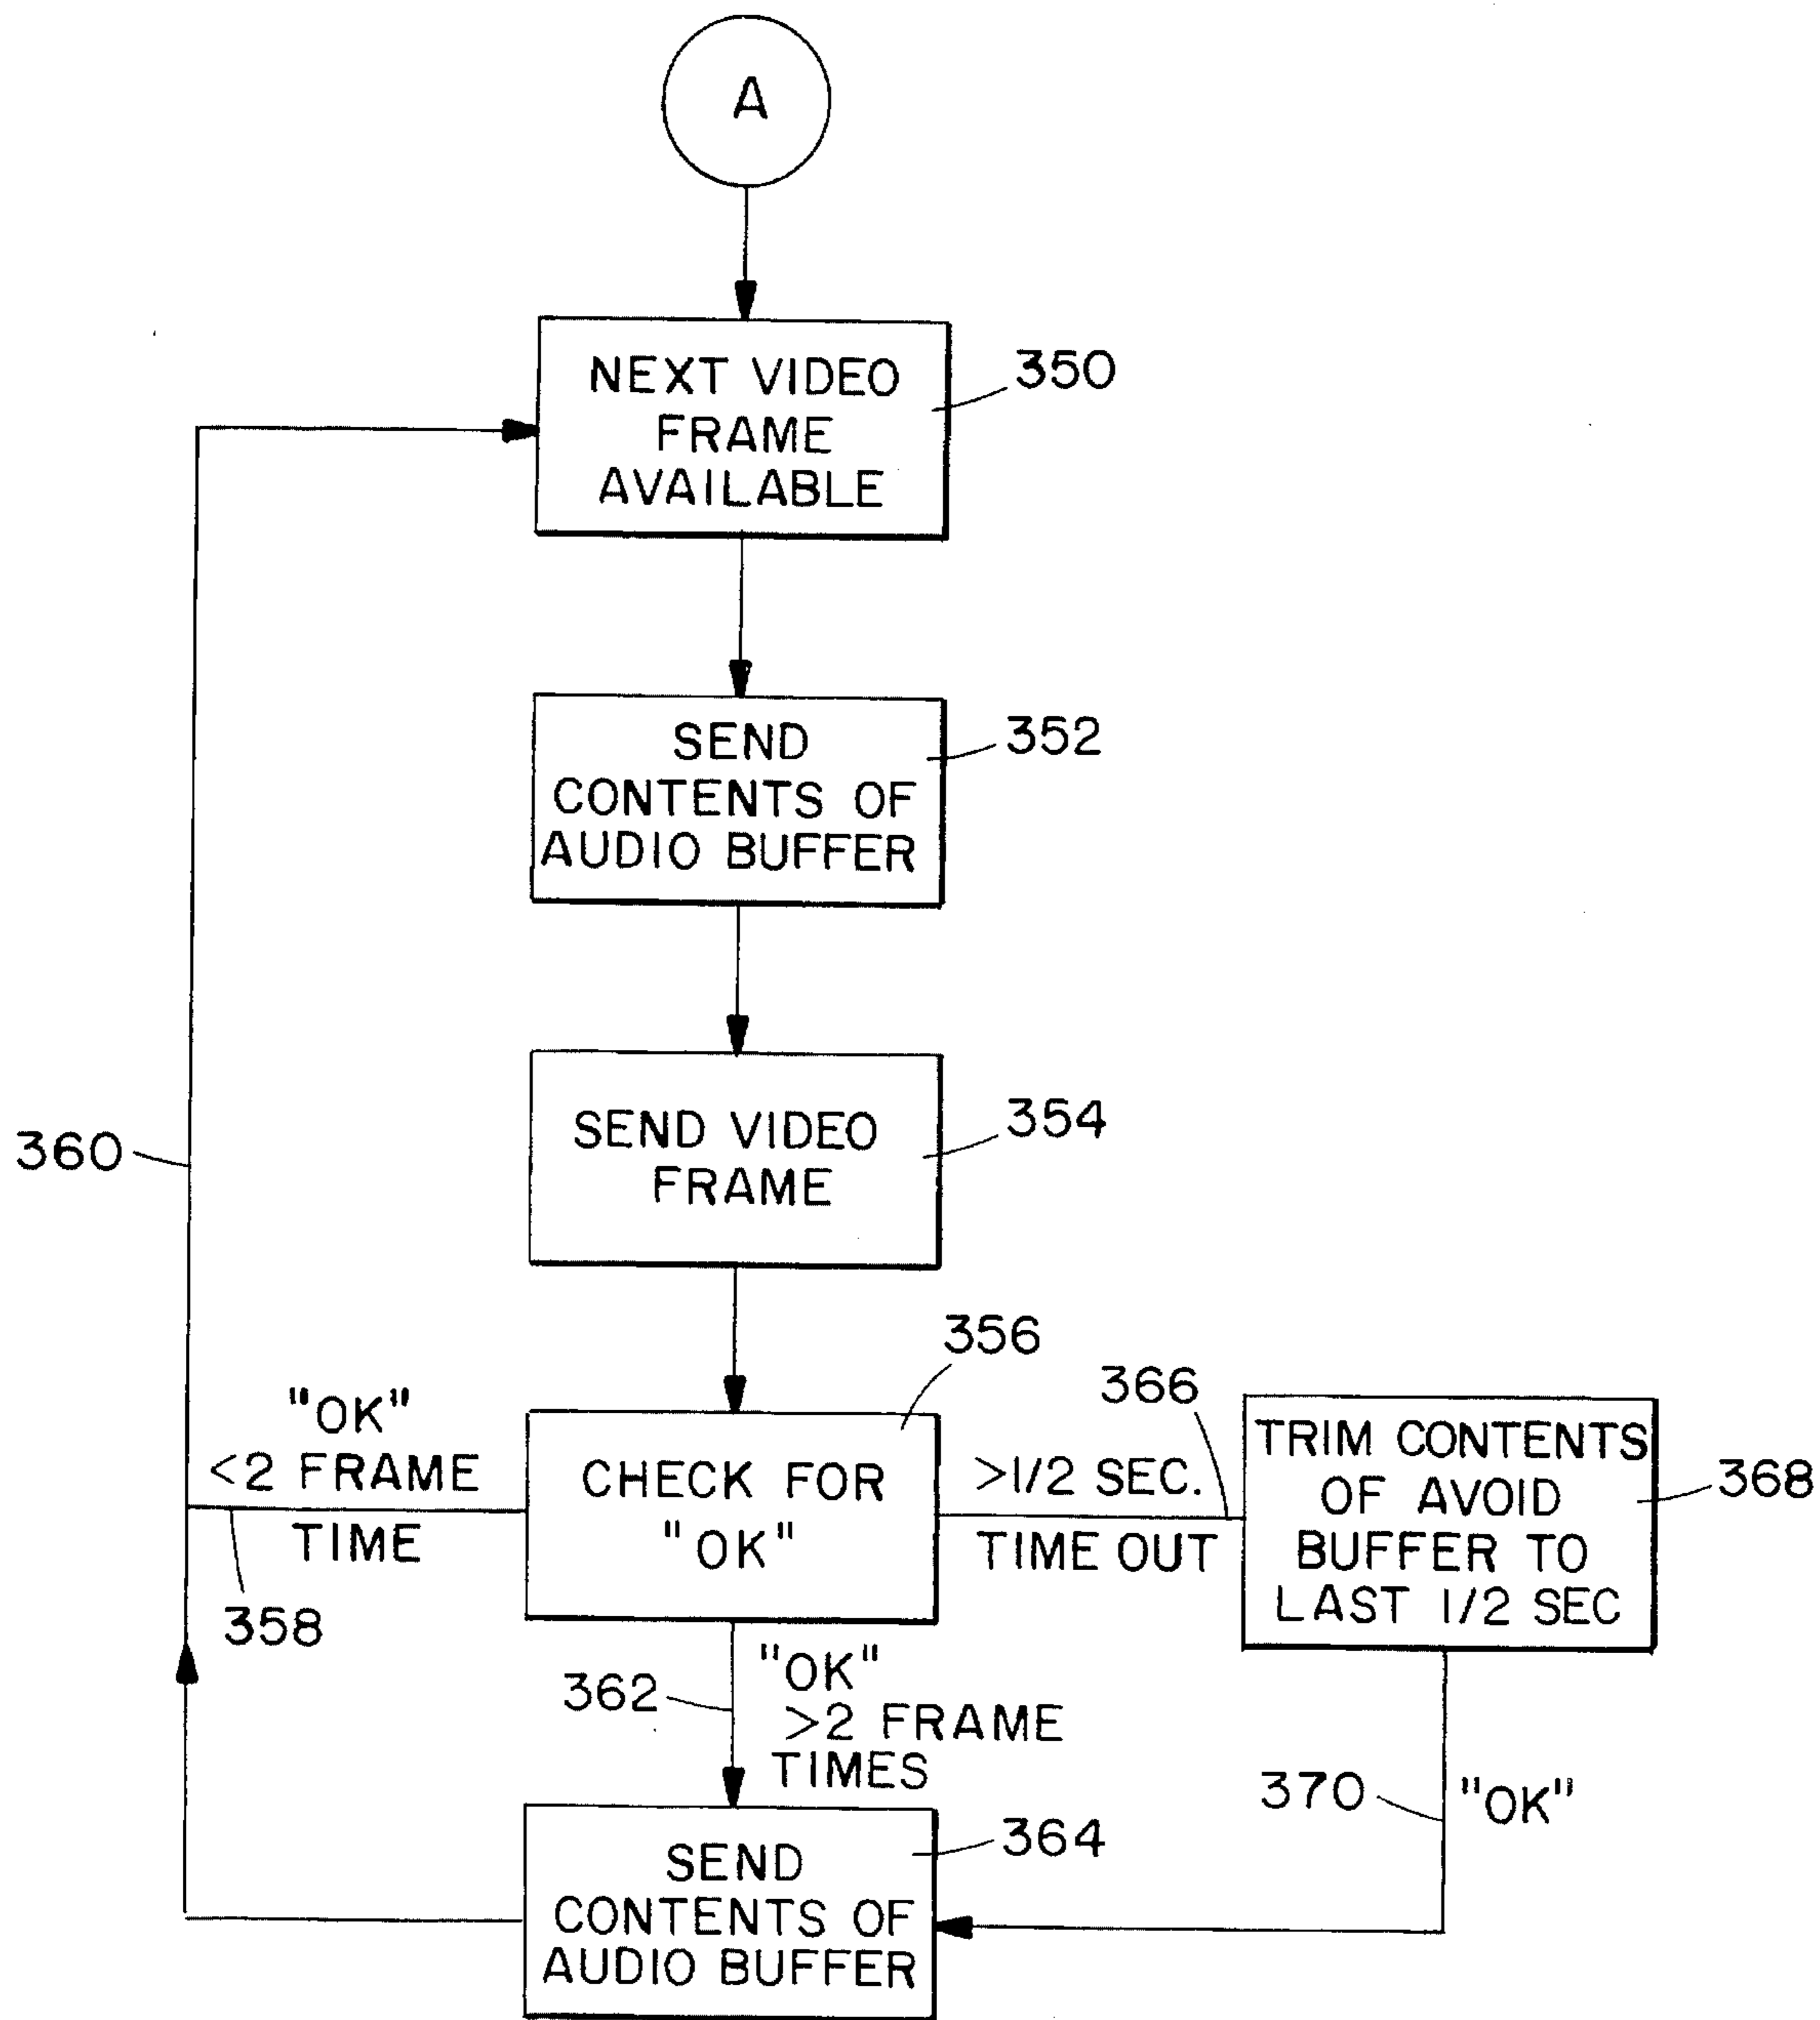 A
NEXT VIDEO
FRAME
AVAILABLE
350
SEND
CONTENTS OF
AUDIO BUFFER
352
SEND VIDEO
FRAME
354
360
356
CHECK FOR
"OK"
"OK"
<2 FRAME
TIME
358
366
>1/2 SEC.
TIME OUT
TRIM CONTENTS
OF AVOID
BUFFER TO
LAST 1/2 SEC
368
362
"OK"
>2 FRAME
TIMES
370
"OK"
SEND
CONTENTS OF
AUDIO BUFFER
364